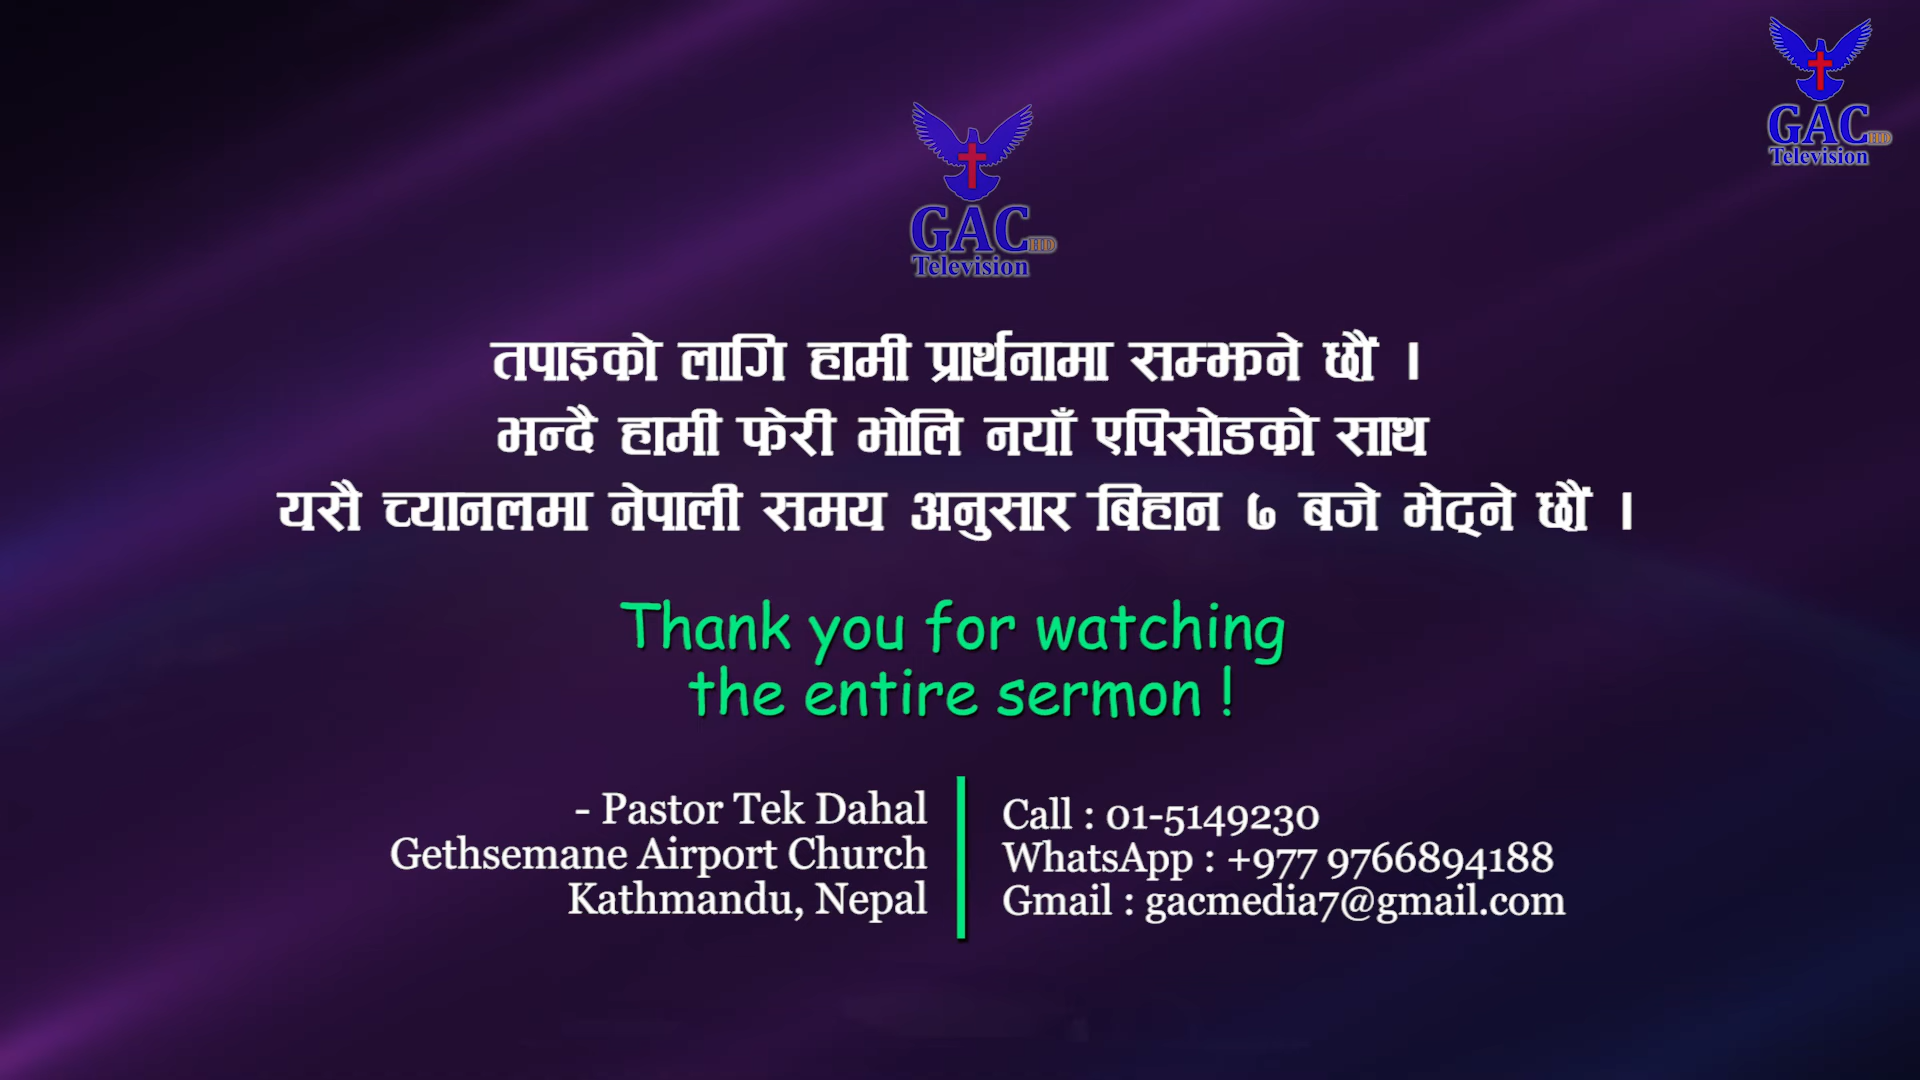 GAC HD
Television
GAC HD
Television
तपाइको लागि हामी प्रार्थनामा सम्झने छौं ।
भन्दै हामी फेरी भोलि नयाँ एपिसोडको साथ
यसै च्यानलमा नेपाली समय अनुसार बिहान ७ बजे भेट्ने छौं ।
Thank you for watching
the entire sermon !
- Pastor Tek Dahal
Gethsemane Airport Church
Kathmandu, Nepal
Call : 01-5149230
WhatsApp : +977 9766894188
Gmail : gacmedia7@gmail.com